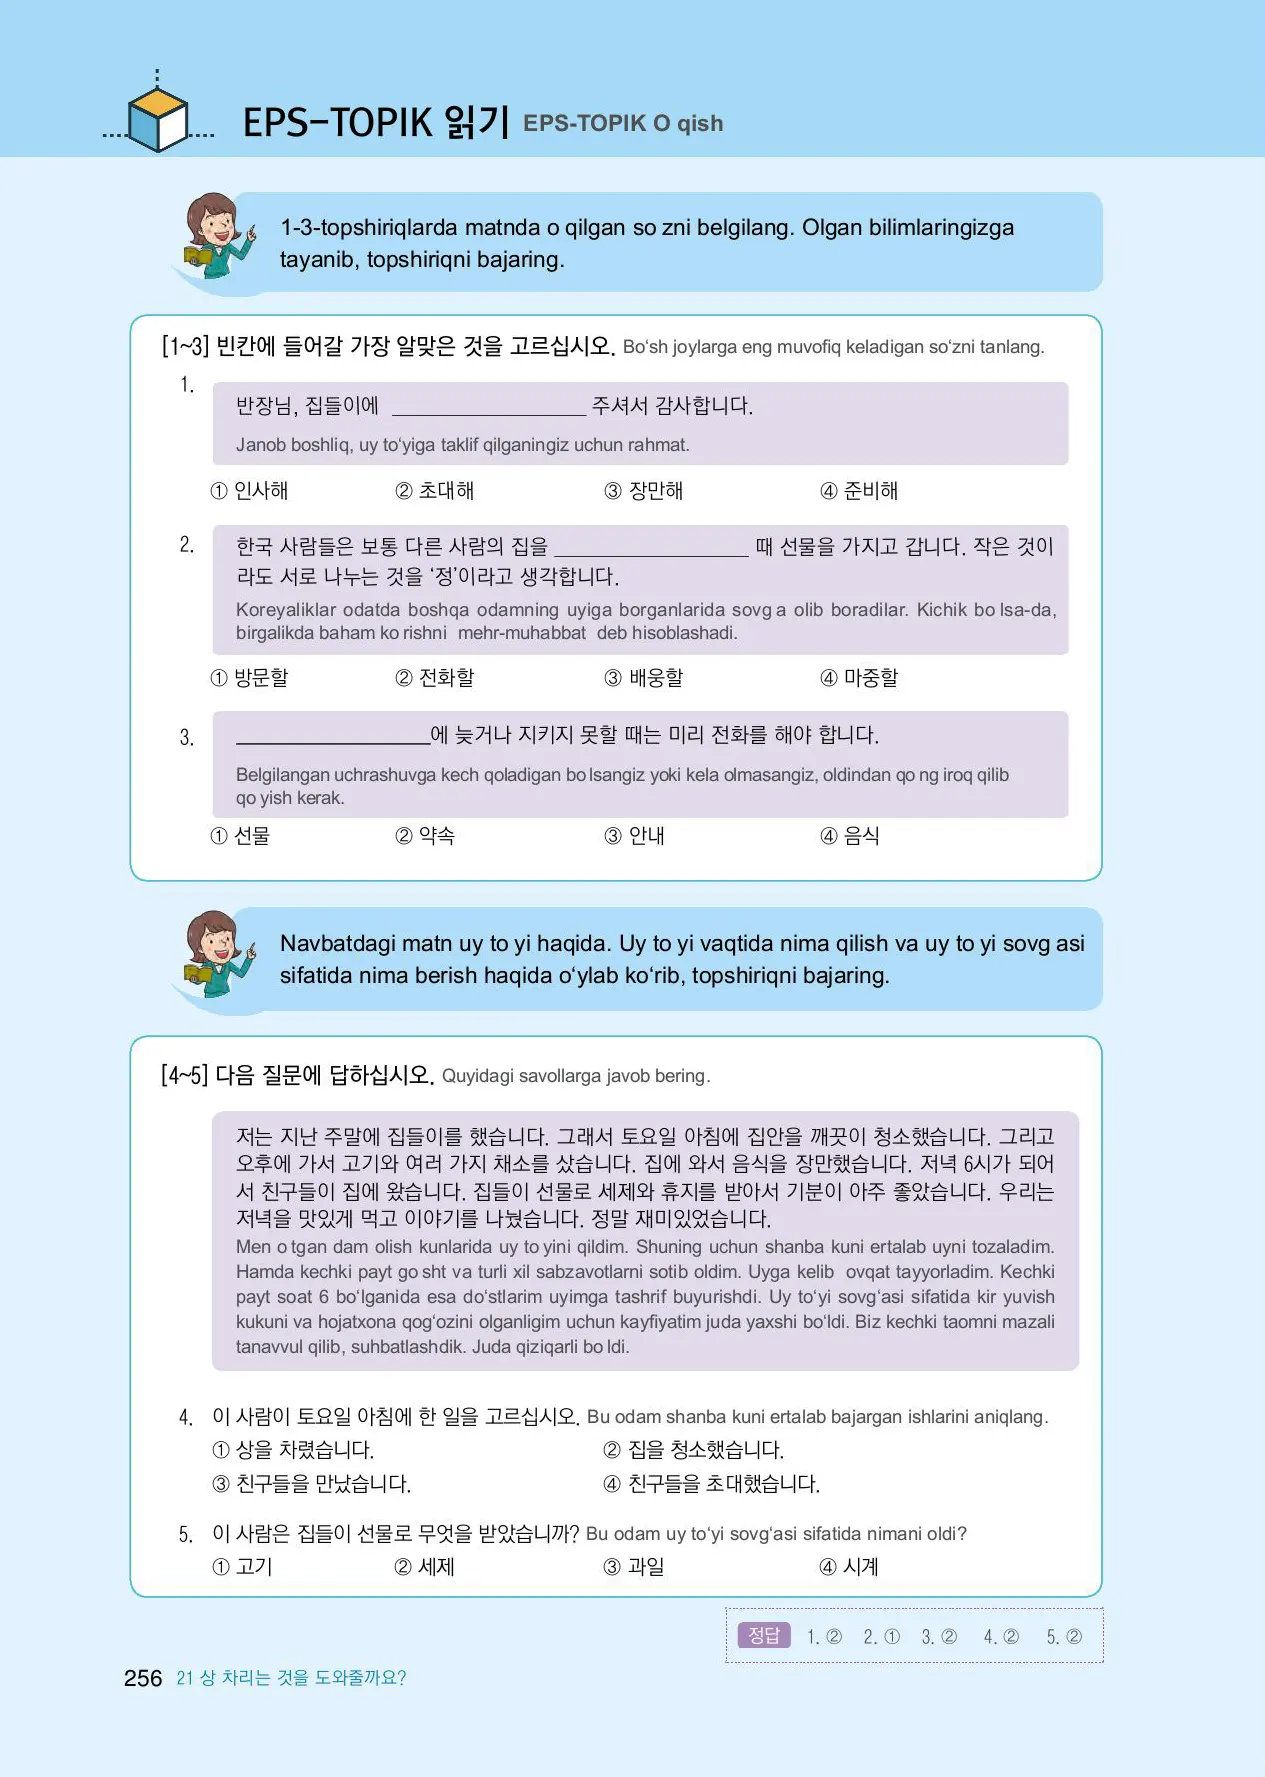 EPS-TOPIK 읽기 EPS-TOPIK O qish
1-3-topshiriqlarda matnda o qilgan so zni belgilang. Olgan bilimlaringizga
tayanib, topshiriqni bajaring.
[1~3] 빈칸에 들어갈 가장 알맞은 것을 고르십시오. Bo‘sh joylarga eng muvofiq keladigan so‘zni tanlang.
1.
반장님, 집들이에 __________________ 주셔서 감사합니다.
Janob boshliq, uy to‘yiga taklif qilganingiz uchun rahmat.
① 인사해 ② 초대해 ③ 장만해 ④ 준비해
2. 한국 사람들은 보통 다른 사람의 집을 __________________ 때 선물을 가지고 갑니다. 작은 것이
라도 서로 나누는 것을 ‘정’이라고 생각합니다.
Koreyaliklar odatda boshqa odamning uyiga borganlarida sovg a olib boradilar. Kichik bo lsa-da,
birgalikda baham ko rishni mehr-muhabbat deb hisoblashadi.
① 방문할 ② 전화할 ③ 배웅할 ④ 마중할
3. __________________에 늦거나 지키지 못할 때는 미리 전화를 해야 합니다.
Belgilangan uchrashuvga kech qoladigan bo lsangiz yoki kela olmasangiz, oldindan qo ng iroq qilib
qo yish kerak.
① 선물 ② 약속 ③ 안내 ④ 음식
Navbatdagi matn uy to yi haqida. Uy to yi vaqtida nima qilish va uy to yi sovg asi
sifatida nima berish haqida o‘ylab ko‘rib, topshiriqni bajaring.
[4~5] 다음 질문에 답하십시오. Quyidagi savollarga javob bering.
저는 지난 주말에 집들이를 했습니다. 그래서 토요일 아침에 집안을 깨끗이 청소했습니다. 그리고
오후에 가서 고기와 여러 가지 채소를 샀습니다. 집에 와서 음식을 장만했습니다. 저녁 6시가 되어
서 친구들이 집에 왔습니다. 집들이 선물로 세제와 휴지를 받아서 기분이 아주 좋았습니다. 우리는
저녁을 맛있게 먹고 이야기를 나눴습니다. 정말 재미있었습니다.
Men o tgan dam olish kunlarida uy to yini qildim. Shuning uchun shanba kuni ertalab uyni tozaladim.
Hamda kechki payt go sht va turli xil sabzavotlarni sotib oldim. Uyga kelib ovqat tayyorladim. Kechki
payt soat 6 bo‘lganida esa do‘stlarim uyimga tashrif buyurishdi. Uy to‘yi sovg‘asi sifatida kir yuvish
kukuni va hojatxona qog‘ozini olganligim uchun kayfiyatim juda yaxshi bo‘ldi. Biz kechki taomni mazali
tanavvul qilib, suhbatlashdik. Juda qiziqarli bo ldi.
4. 이 사람이 토요일 아침에 한 일을 고르십시오. Bu odam shanba kuni ertalab bajargan ishlarini aniqlang.
① 상을 차렸습니다. ② 집을 청소했습니다.
③ 친구들을 만났습니다. ④ 친구들을 초대했습니다.
5. 이 사람은 집들이 선물로 무엇을 받았습니까? Bu odam uy to‘yi sovg‘asi sifatida nimani oldi?
① 고기 ② 세제 ③ 과일 ④ 시계
정답 1. ② 2. ① 3. ② 4. ② 5. ②
256 21 상 차리는 것을 도와줄까요?